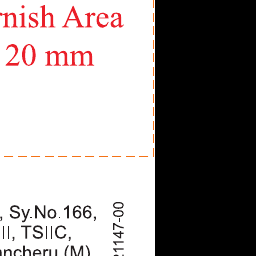 rnish Area
20 mm
, Sy.No.166,
II, TSIIC,
ancheru (M)
21147-00